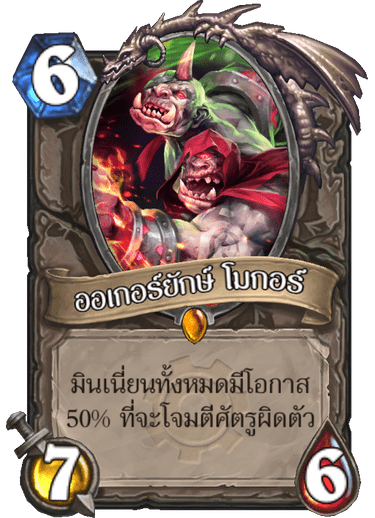 6
ออเกอร์ยักษ์ โมกอร์
มินเนี่ยนทั้งหมดมีโอกาส
50% ที่จะโจมตีศัตรูผิดตัว
7
6